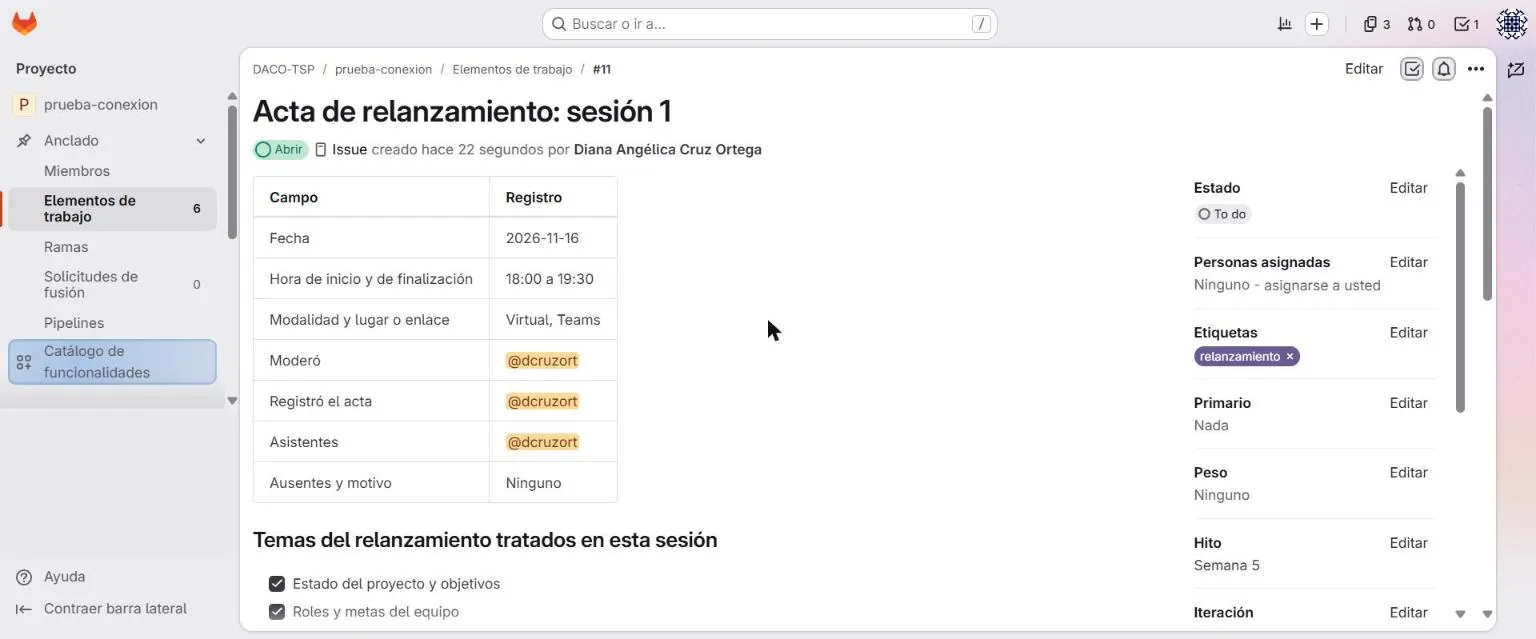 Buscar o ir a...
/
3
0
1
Proyecto
P prueba-conexion
Anclado
Miembros
Elementos de
trabajo
6
Ramas
Solicitudes de
fusión
0
Pipelines
Catálogo de
funcionalidades
Ayuda
Contraer barra lateral
DACO-TSP / prueba-conexion / Elementos de trabajo / #11
Editar
Acta de relanzamiento: sesión 1
Abrir Issue creado hace 22 segundos por Diana Angélica Cruz Ortega
Campo Registro
Fecha 2026-11-16
Hora de inicio y de finalización 18:00 a 19:30
Modalidad y lugar o enlace Virtual, Teams
Moderó @dcruzort
Registró el acta @dcruzort
Asistentes @dcruzort
Ausentes y motivo Ninguno
Temas del relanzamiento tratados en esta sesión
Estado del proyecto y objetivos
Roles y metas del equipo
Estado Editar
To do
Personas asignadas Editar
Ninguno - asignarse a usted
Etiquetas Editar
relanzamiento ×
Primario Editar
Nada
Peso Editar
Ninguno
Hito Editar
Semana 5
Iteración Editar